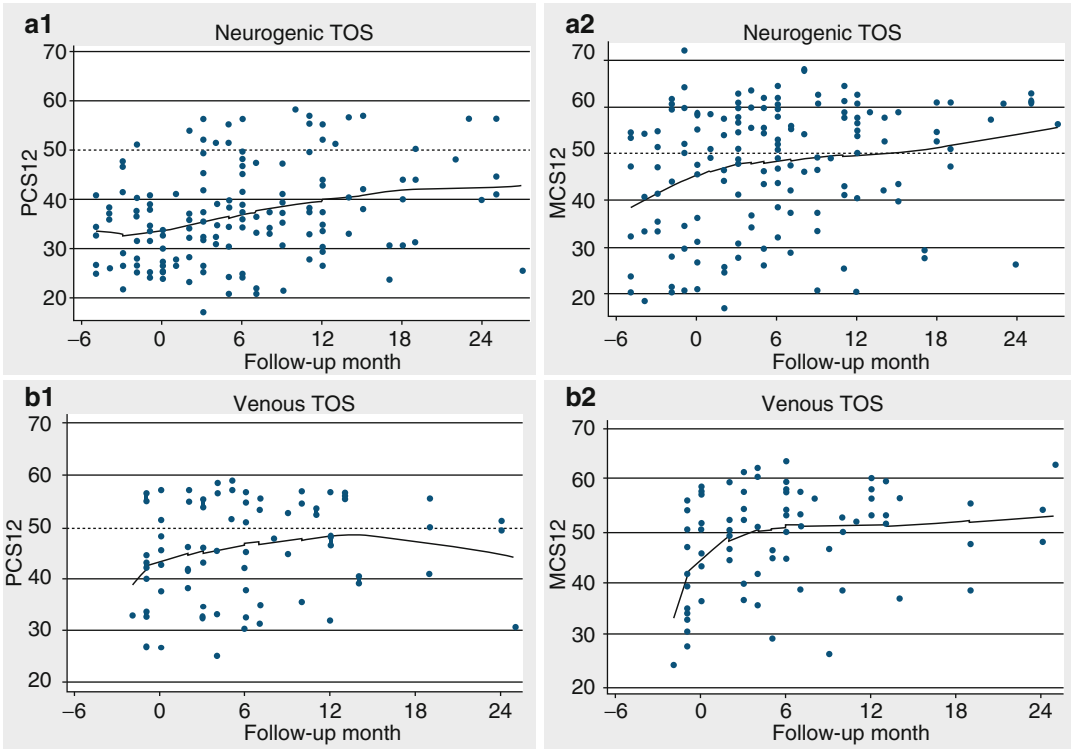 a1
Neurogenic TOS
PCS12
70
60
50
40
30
20
−6 0 6 12 18 24
Follow-up month
a2
Neurogenic TOS
MCS12
70
60
50
40
30
20
−6 0 6 12 18 24
Follow-up month
b1
Venous TOS
PCS12
70
60
50
40
30
20
−6 0 6 12 18 24
Follow-up month
b2
Venous TOS
MCS12
70
60
50
40
30
20
−6 0 6 12 18 24
Follow-up month